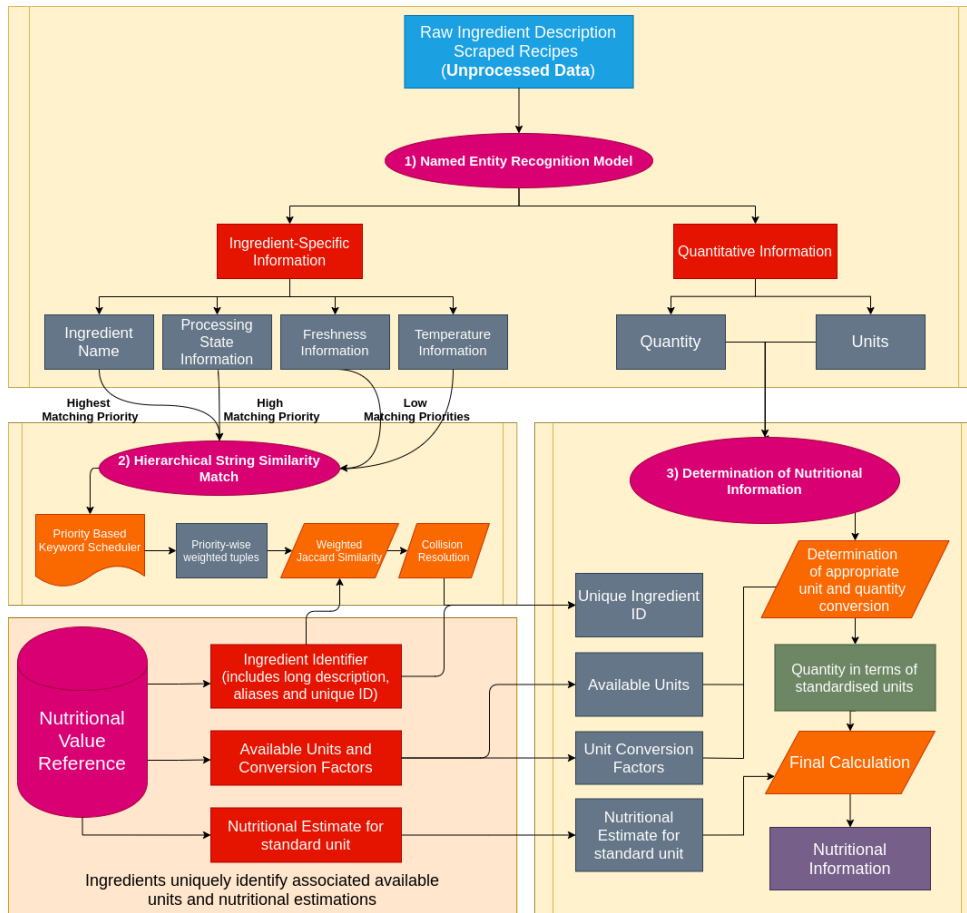 Raw Ingredient Description
Scraped Recipes
(Unprocessed Data)
1) Named Entity Recognition Model
Ingredient-Specific
Information
Quantitative Information
Ingredient
Name
Processing
State
Information
Freshness
Information
Temperature
Information
Quantity
Units
Highest
Matching Priority
High
Matching Priority
Low
Matching Priorities
2) Hierarchical String Similarity
Match
Priority Based
Keyword Scheduler
Priority-wise
weighted tuples
Weighted
Jaccard Similarity
Collision
Resolution
3) Determination of Nutritional
Information
Determination
of appropriate
unit and quantity
conversion
Unique Ingredient
ID
Available Units
Unit Conversion
Factors
Nutritional
Estimate for
standard unit
Quantity in terms of
standardised units
Final Calculation
Nutritional
Information
Nutritional
Value
Reference
Ingredient Identifier
(includes long description,
aliases and unique ID)
Available Units and
Conversion Factors
Nutritional Estimate for
standard unit
Ingredients uniquely identify associated available
units and nutritional estimations